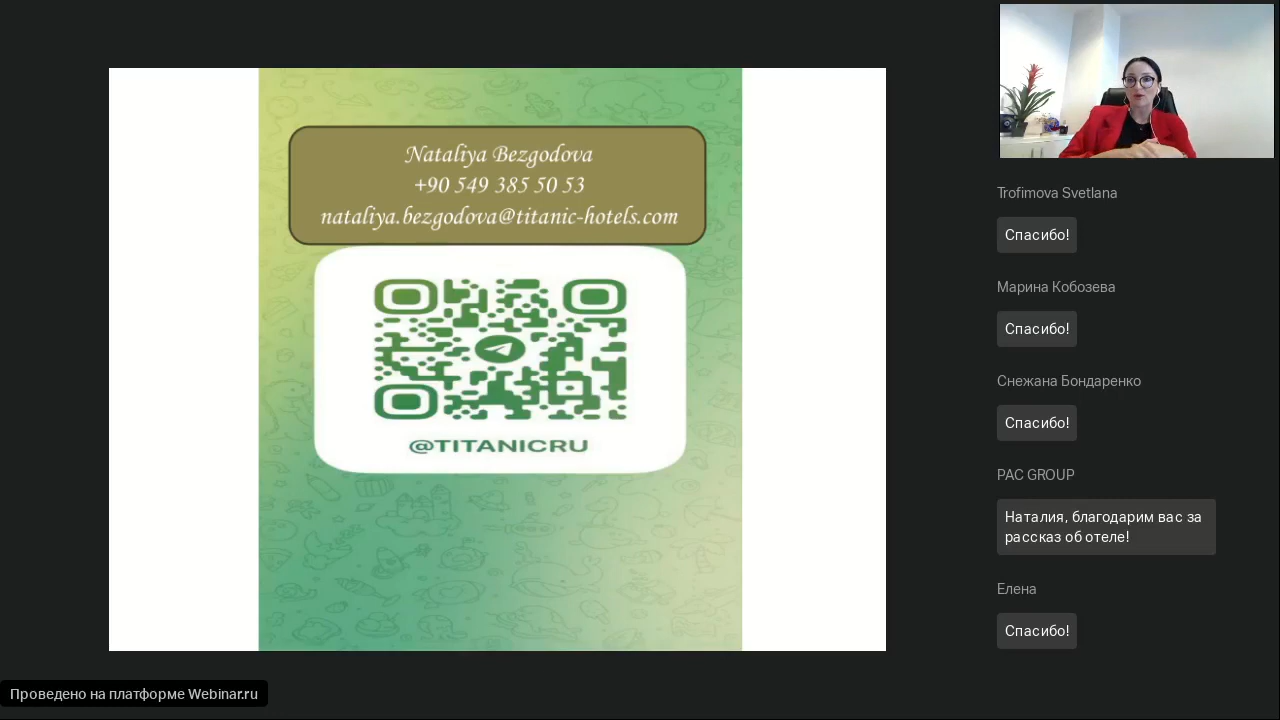 Nataliya Bezgodova
+90 549 385 50 53
nataliya.bezgodova@titanic-hotels.com
@TITANICRU
Trofimova Svetlana
Спасибо!
Марина Кобозева
Спасибо!
Снежана Бондаренко
Спасибо!
PAC GROUP
Наталия, благодарим вас за
рассказ об отеле!
Елена
Спасибо!
Проведено на платформе Webinar.ru